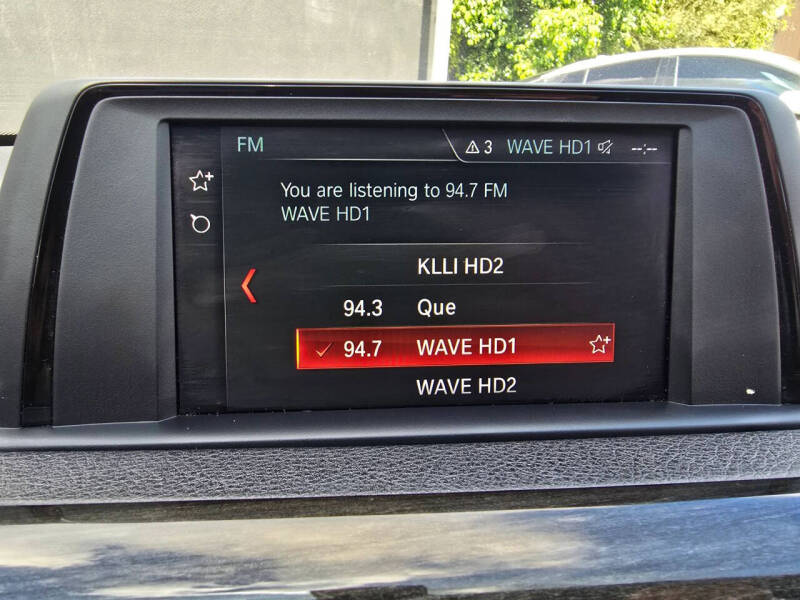 FM
3 WAVE HD1 --:--
You are listening to 94.7 FM
WAVE HD1
KLLI HD2
94.3 Que
94.7 WAVE HD1
WAVE HD2